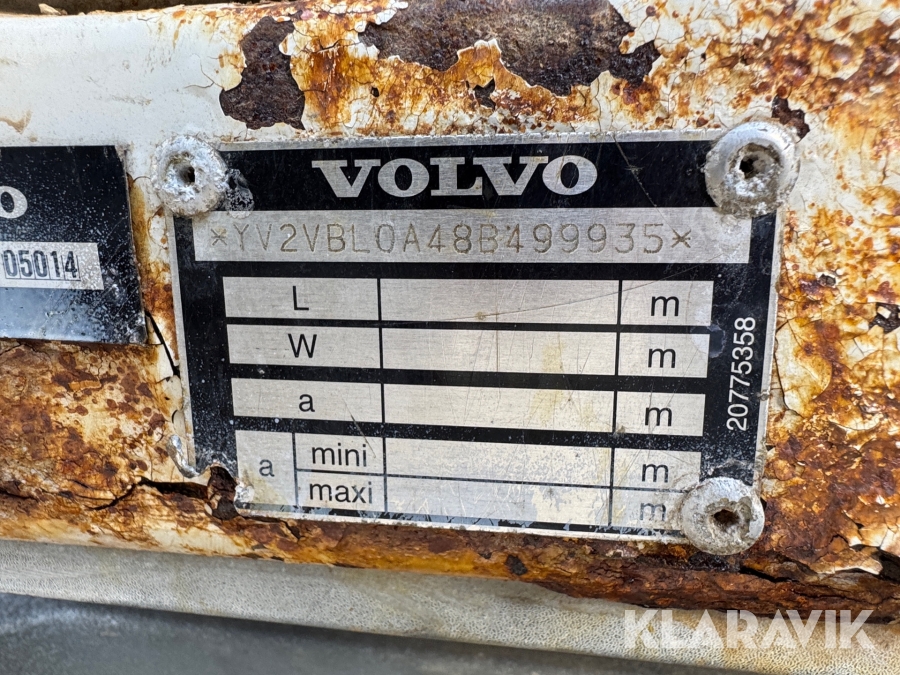 VOLVO
*YV2VBL0A48B499935*
L m
W m
a m
a mini m
maxi m
20775358
O
05014
KLARAVIK